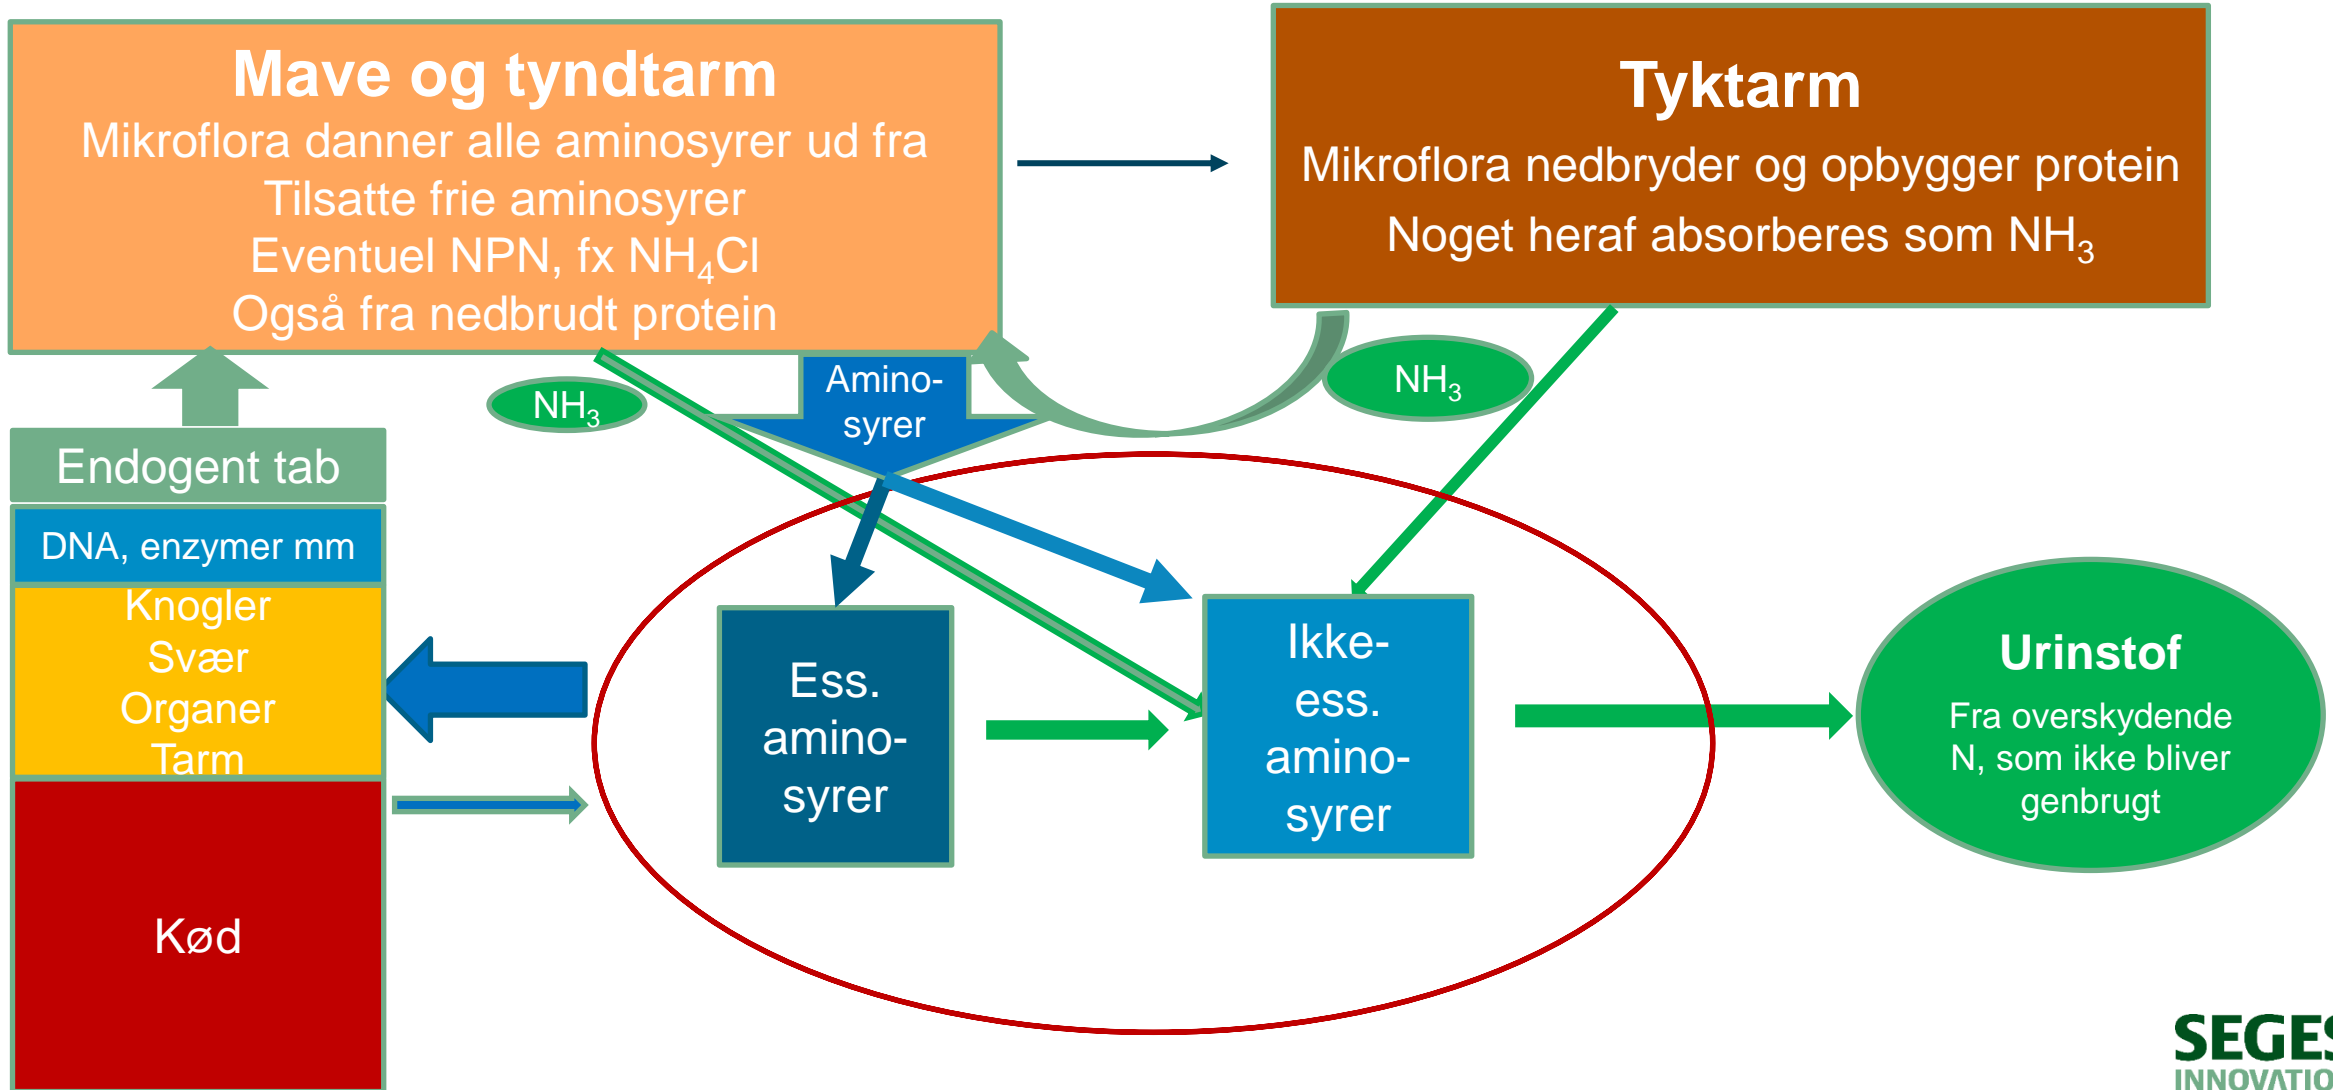 Mave og tyndtarm
Mikroflora danner alle aminosyrer ud fra
Tilsatte frie aminosyrer
Eventuel NPN, fx NH₄Cl
Også fra nedbrudt protein
Tyktarm
Mikroflora nedbryder og opbygger protein
Noget heraf absorberes som NH₃
NH₃
Amino-
syrer
NH₃
Endogent tab
DNA, enzymer mm
Knogler
Svær
Organer
Tarm
Kød
Ess.
amino-
syrer
Ikke-
ess.
amino-
syrer
Urinstof
Fra overskydende
N, som ikke bliver
genbrugt
SEGES
INNOVATIO